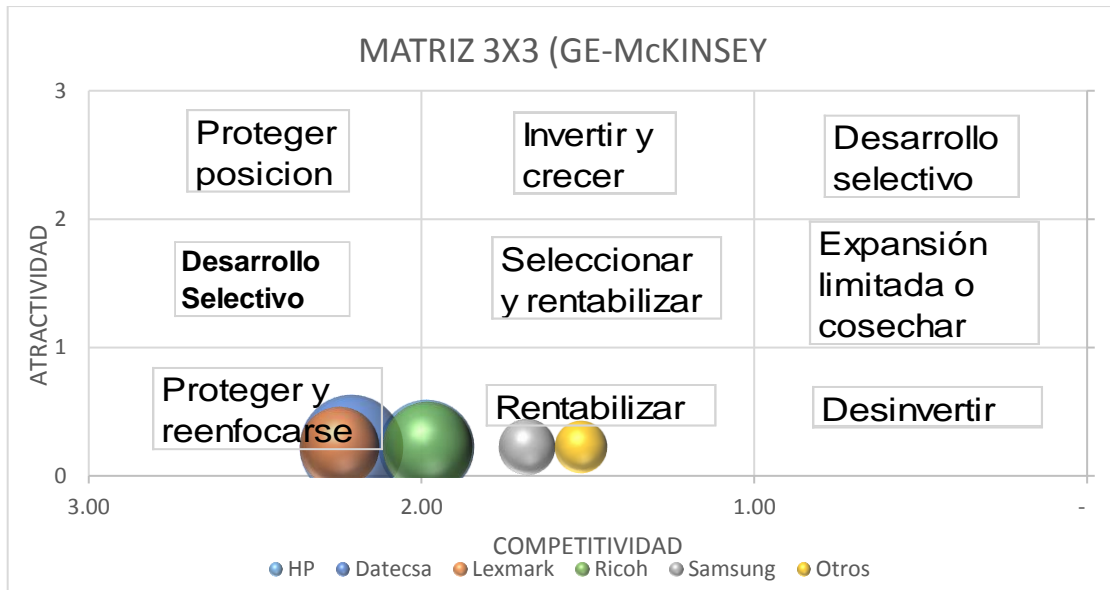 MATRIZ 3X3 (GE-McKINSEY
3
Proteger
posicion
Invertir y
crecer
Desarrollo
selectivo
2
ATRACTIVIDAD
Desarrollo
Selectivo
Seleccionar
y rentabilizar
Expansión
limitada o
cosechar
1
Proteger y
reenfocarse
Rentabilizar
Desinvertir
0
3.00
2.00
1.00
-
COMPETITIVIDAD
HP Datecsa Lexmark Ricoh Samsung Otros